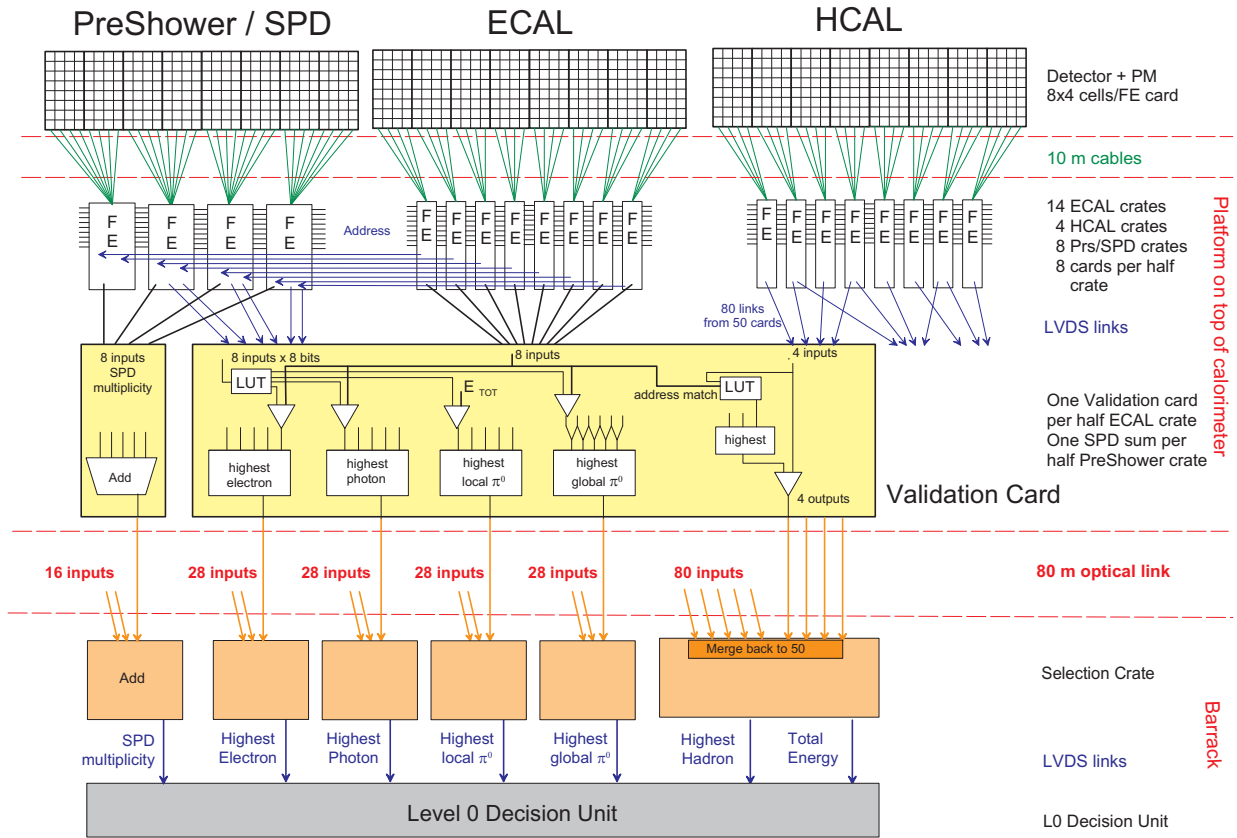 PreShower / SPD
ECAL
HCAL
Detector + PM
8x4 cells/FE card
10 m cables
F
E
F
E
F
E
F
E
F
E
F
E
F
E
F
E
F
E
F
E
F
E
F
E
F
E
F
E
F
E
F
E
F
E
F
E
F
E
F
E
14 ECAL crates
4 HCAL crates
8 Prs/SPD crates
8 cards per half
crate
Platform on top of calorimeter
Address
80 links
from 50 cards
LVDS links
8 inputs
SPD
multiplicity
8 inputs x 8 bits
8 inputs
4 inputs
LUT
E TOT
address match
LUT
One Validation card
per half ECAL crate
One SPD sum per
half PreShower crate
Add
highest
electron
highest
photon
highest
local π⁰
highest
global π⁰
highest
4 outputs
Validation Card
16 inputs
28 inputs
28 inputs
28 inputs
28 inputs
80 inputs
80 m optical link
Add
Merge back to 50
Selection Crate
Barrack
SPD
multiplicity
Highest
Electron
Highest
Photon
Highest
local π⁰
Highest
global π⁰
Highest
Hadron
Total
Energy
LVDS links
Level 0 Decision Unit
L0 Decision Unit